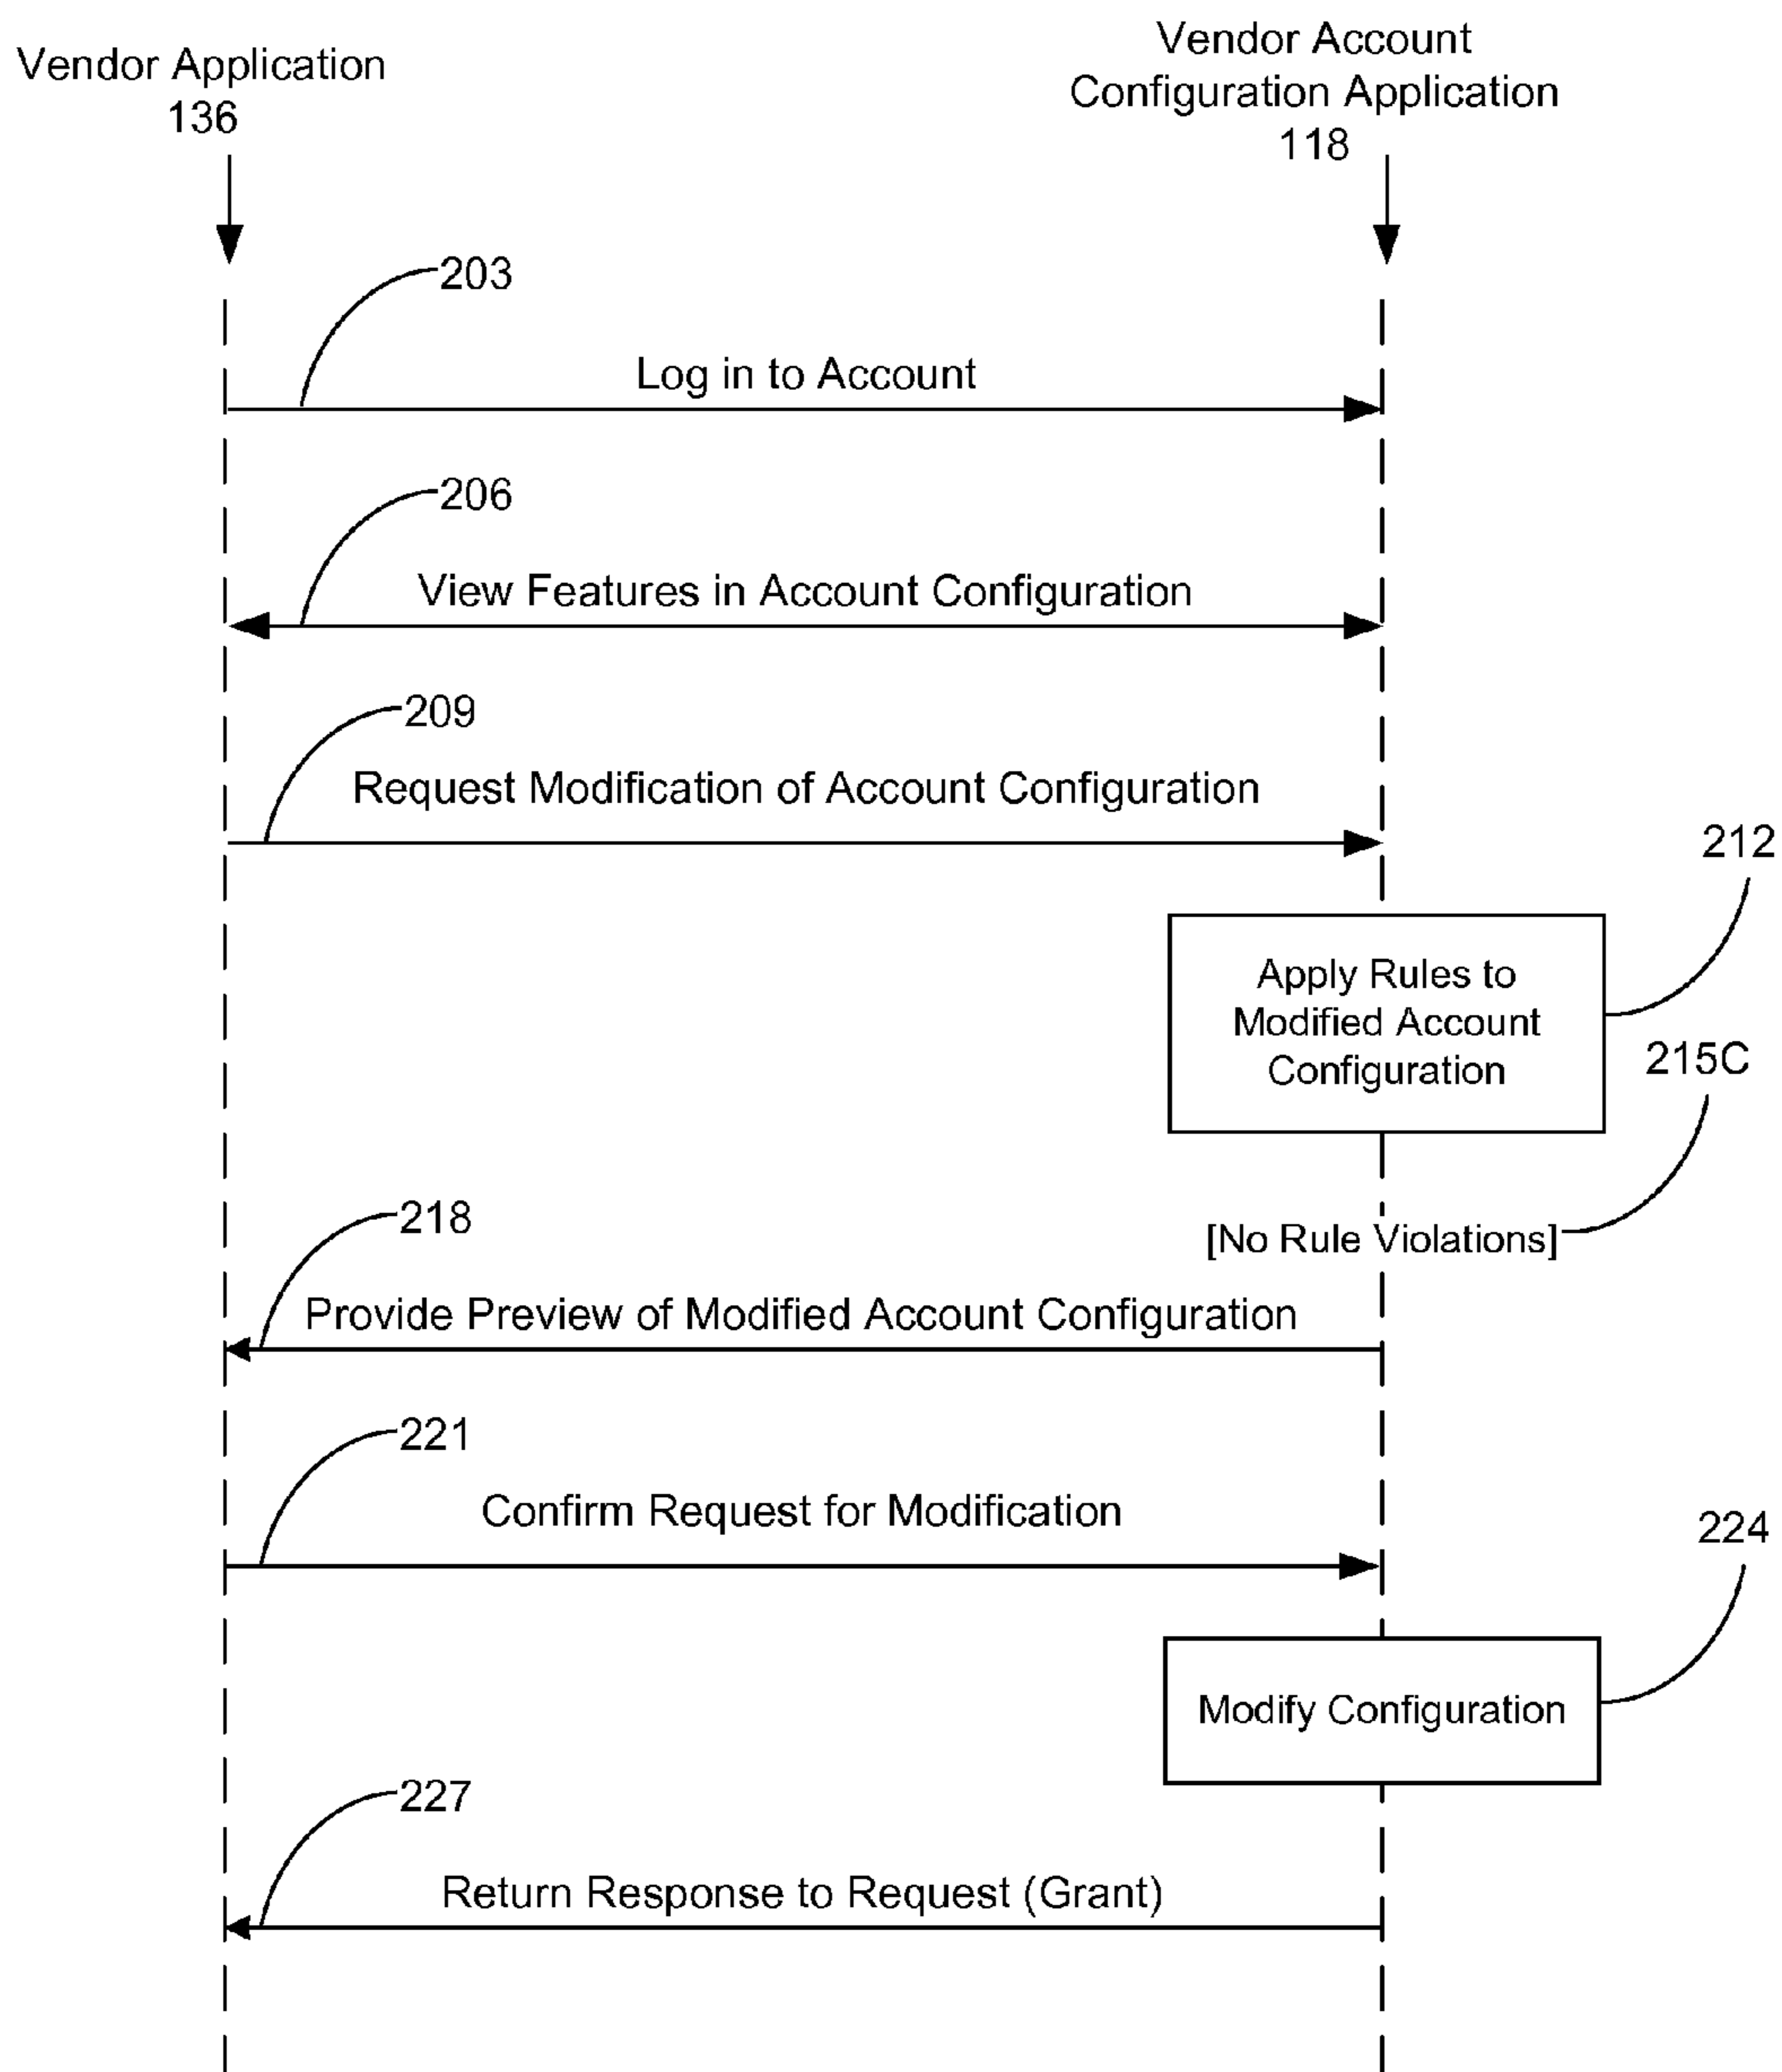 Vendor Application
136
Vendor Account
Configuration Application
118
203
Log in to Account
206
View Features in Account Configuration
209
Request Modification of Account Configuration
212
Apply Rules to
Modified Account
Configuration
215C
[No Rule Violations]
218
Provide Preview of Modified Account Configuration
221
Confirm Request for Modification
224
Modify Configuration
227
Return Response to Request (Grant)